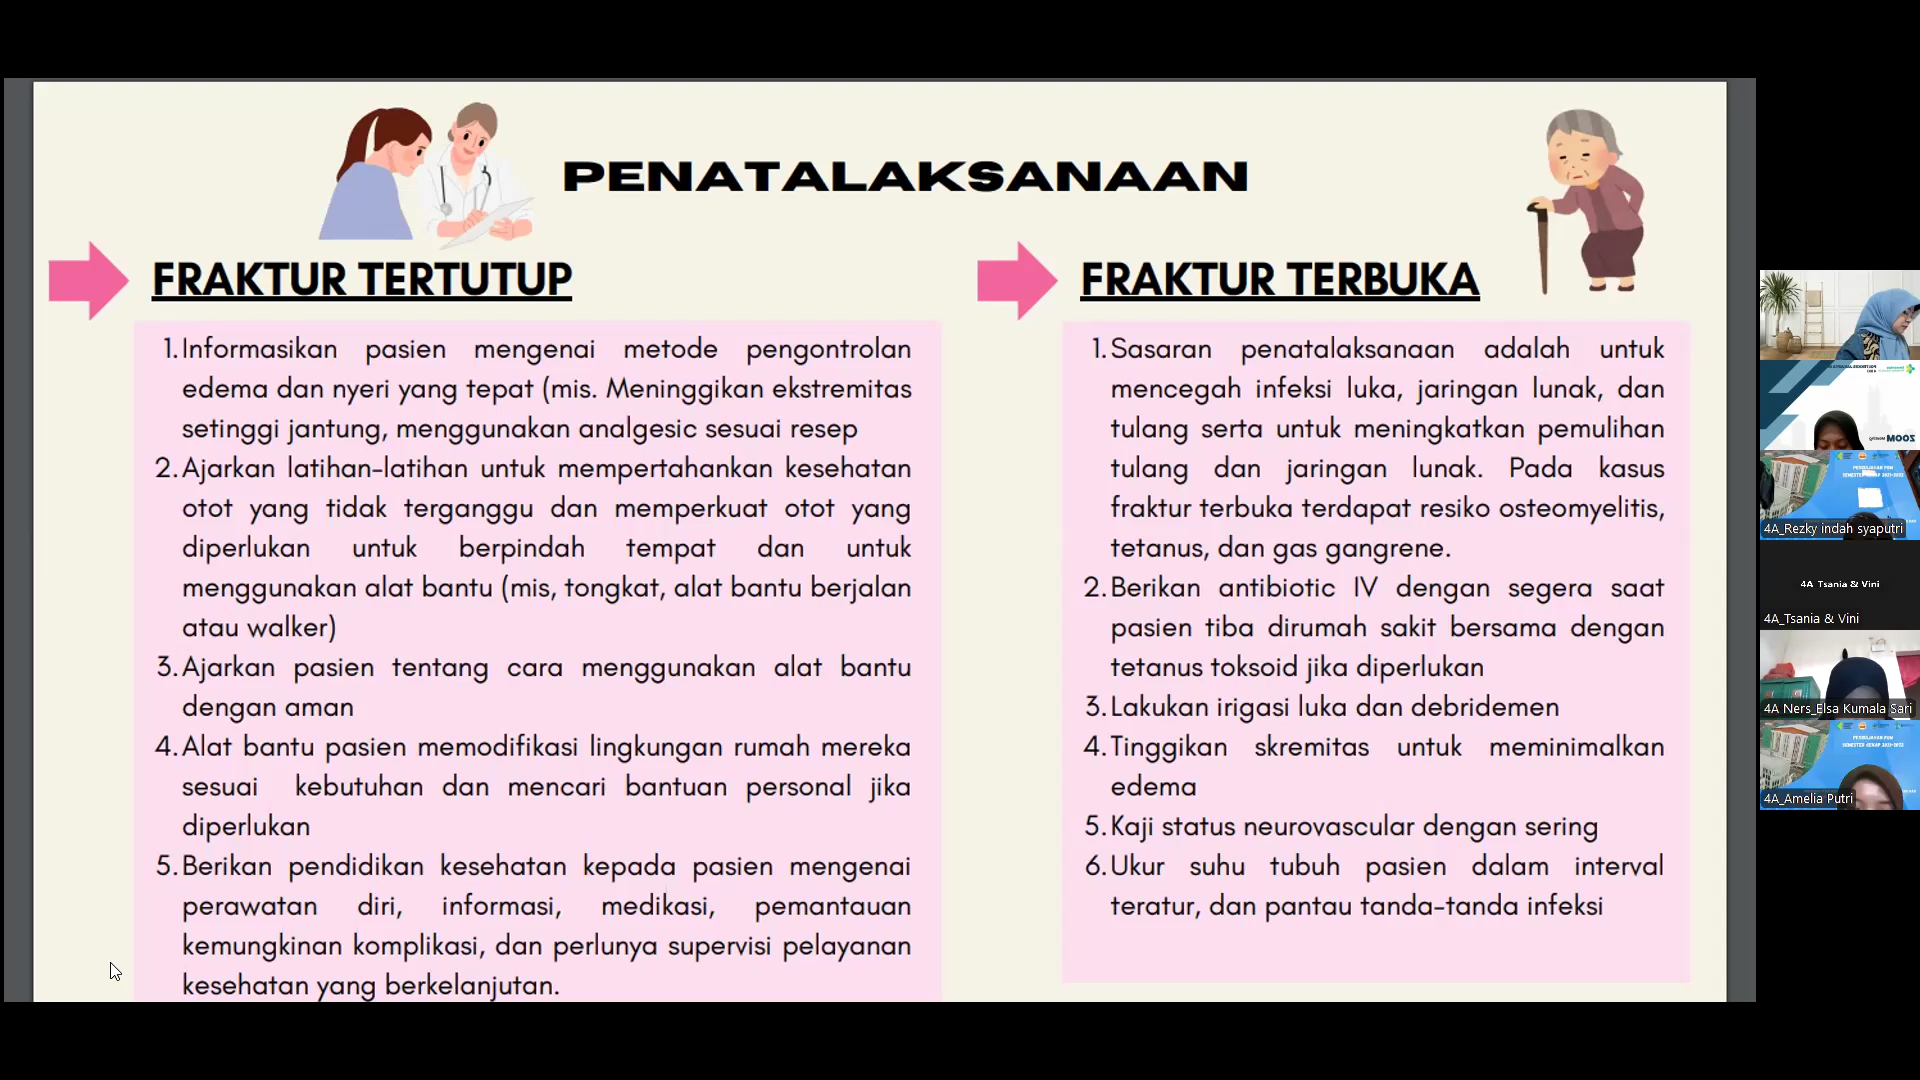 PENATALAKSANAAN
FRAKTUR TERTUTUP
1. Informasikan pasien mengenai metode pengontrolan
edema dan nyeri yang tepat (mis. Meninggikan ekstremitas
setinggi jantung, menggunakan analgesic sesuai resep
2. Ajarkan latihan-latihan untuk mempertahankan kesehatan
otot yang tidak terganggu dan memperkuat otot yang
diperlukan untuk berpindah tempat dan untuk
menggunakan alat bantu (mis, tongkat, alat bantu berjalan
atau walker)
3. Ajarkan pasien tentang cara menggunakan alat bantu
dengan aman
4. Alat bantu pasien memodifikasi lingkungan rumah mereka
sesuai kebutuhan dan mencari bantuan personal jika
diperlukan
5. Berikan pendidikan kesehatan kepada pasien mengenai
perawatan diri, informasi, medikasi, pemantauan
kemungkinan komplikasi, dan perlunya supervisi pelayanan
kesehatan yang berkelanjutan.
FRAKTUR TERBUKA
1. Sasaran penatalaksanaan adalah untuk
mencegah infeksi luka, jaringan lunak, dan
tulang serta untuk meningkatkan pemulihan
tulang dan jaringan lunak. Pada kasus
fraktur terbuka terdapat resiko osteomyelitis,
tetanus, dan gas gangrene.
2. Berikan antibiotic IV dengan segera saat
pasien tiba dirumah sakit bersama dengan
tetanus toksoid jika diperlukan
3. Lakukan irigasi luka dan debridemen
4. Tinggikan skremitas untuk meminimalkan
edema
5. Kaji status neurovascular dengan sering
6. Ukur suhu tubuh pasien dalam interval
teratur, dan pantau tanda-tanda infeksi
ZOOM
4A_Rezky indah syaputri
4A Tsania & Vini
4A_Tsania & Vini
4A Ners_Elsa Kumala Sari
4A_Amelia Putri